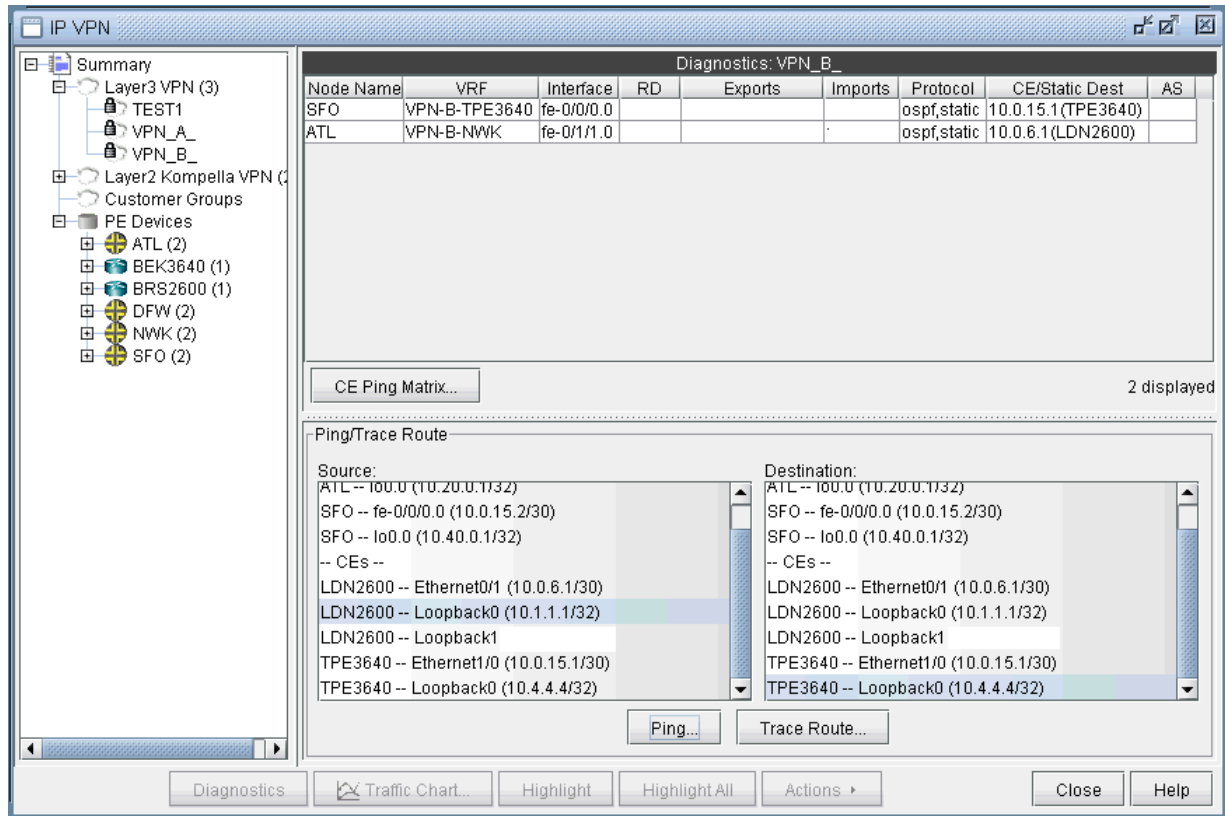 IP VPN
Summary
Layer3 VPN (3)
TEST1
VPN_A_
VPN_B_
Layer2 Kompella VPN (2
Customer Groups
PE Devices
ATL (2)
BEK3640 (1)
BRS2600 (1)
DFW (2)
NWK (2)
SFO (2)
Diagnostics: VPN_B_
Node Name VRF Interface RD Exports Imports Protocol CE/Static Dest AS
SFO VPN-B-TPE3640 fe-0/0/0.0 ospf,static 10.0.15.1(TPE3640)
ATL VPN-B-NWK fe-0/1/1.0 ospf,static 10.0.6.1(LDN2600)
CE Ping Matrix... 2 displayed
Ping/Trace Route
Source:
ATL -- lo0.0 (10.20.0.1/32)
SFO -- fe-0/0/0.0 (10.0.15.2/30)
SFO -- lo0.0 (10.40.0.1/32)
-- CEs --
LDN2600 -- Ethernet0/1 (10.0.6.1/30)
LDN2600 -- Loopback0 (10.1.1.1/32)
LDN2600 -- Loopback1
TPE3640 -- Ethernet1/0 (10.0.15.1/30)
TPE3640 -- Loopback0 (10.4.4.4/32)
Destination:
ATL -- lo0.0 (10.20.0.1/32)
SFO -- fe-0/0/0.0 (10.0.15.2/30)
SFO -- lo0.0 (10.40.0.1/32)
-- CEs --
LDN2600 -- Ethernet0/1 (10.0.6.1/30)
LDN2600 -- Loopback0 (10.1.1.1/32)
LDN2600 -- Loopback1
TPE3640 -- Ethernet1/0 (10.0.15.1/30)
TPE3640 -- Loopback0 (10.4.4.4/32)
Ping... Trace Route...
Diagnostics Traffic Chart... Highlight Highlight All Actions Close Help